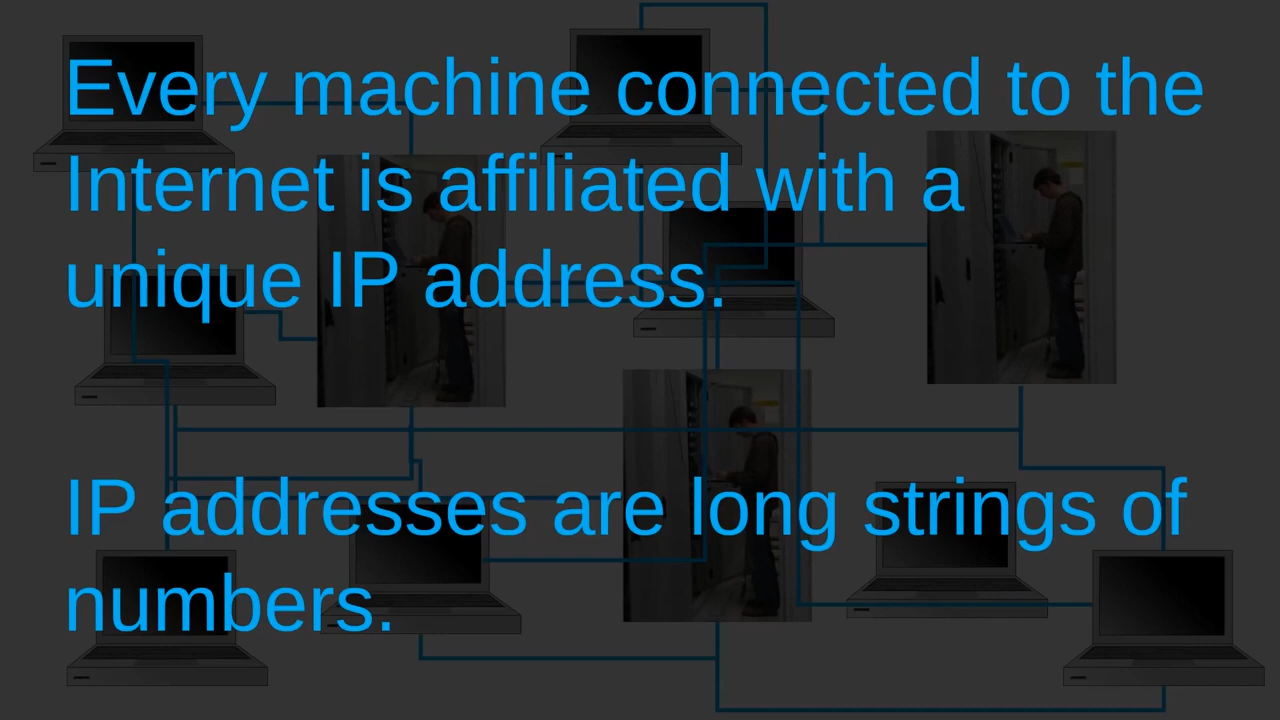 Every machine connected to the
Internet is affiliated with a
unique IP address.
IP addresses are long strings of
numbers.